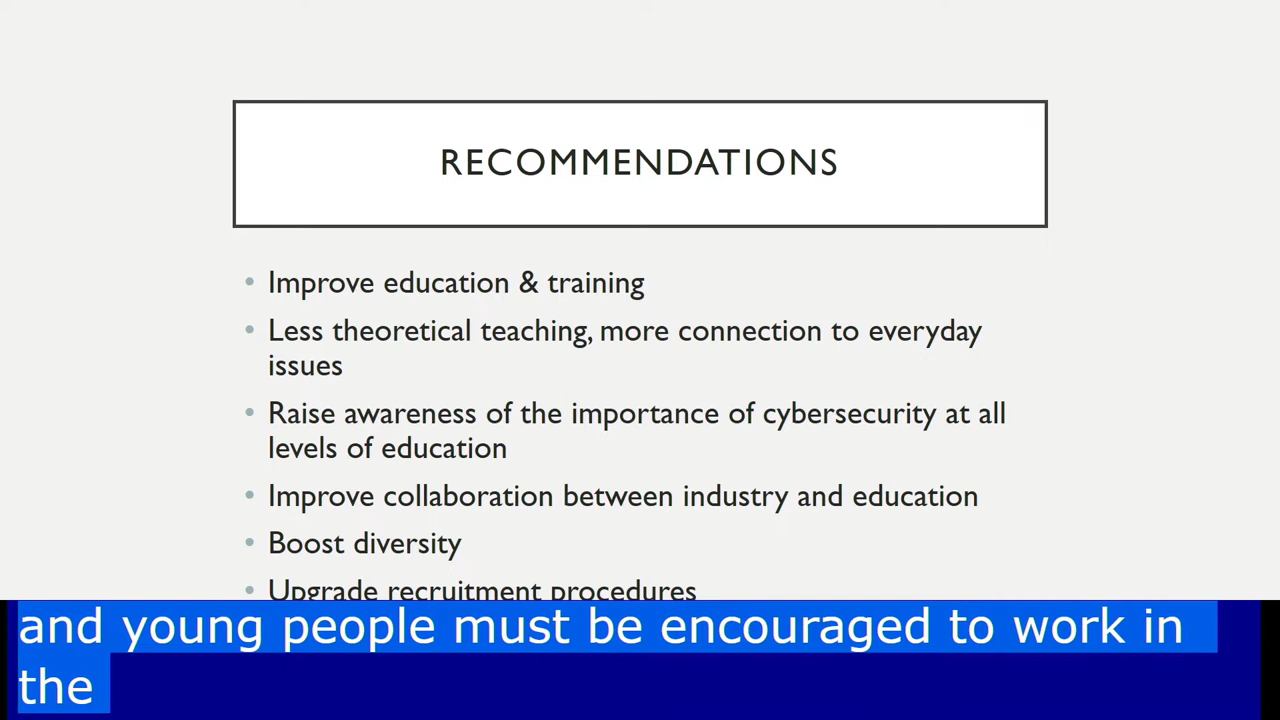 RECOMMENDATIONS
• Improve education & training
• Less theoretical teaching, more connection to everyday
issues
• Raise awareness of the importance of cybersecurity at all
levels of education
• Improve collaboration between industry and education
• Boost diversity
• Upgrade recruitment procedures
and young people must be encouraged to work in
the